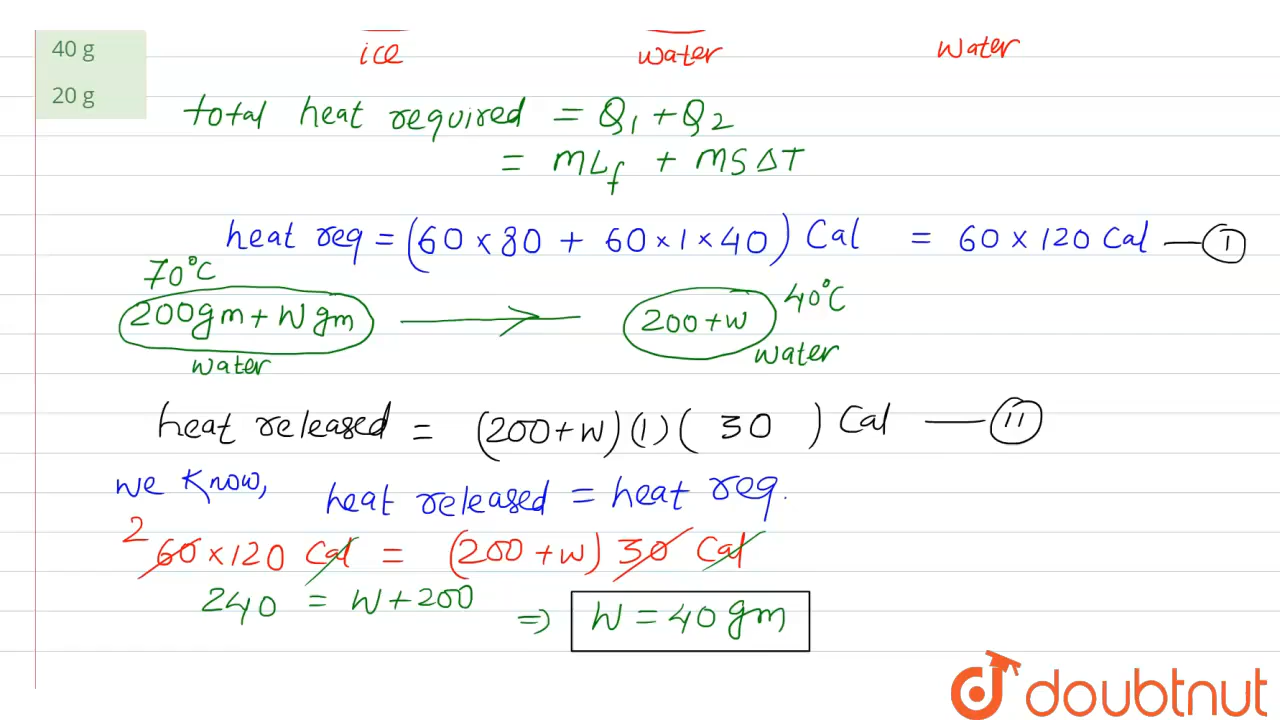 40 g
20 g
ice
water
water
total heat required = Q1 + Q2
= mLf + MSΔT
heat req = (60 × 80 + 60 × 1 × 40) Cal = 60 × 120 Cal — I
70°C
200gm + W gm
water
200 + w
40°C
water
heat released = (200 + w)(1)( 30 ) Cal — II
we know, heat released = heat req.
2
60 × 120 Cal = (200 + w) 30 Cal
240 = W + 200 ⇒ W = 40 gm
doubtnut